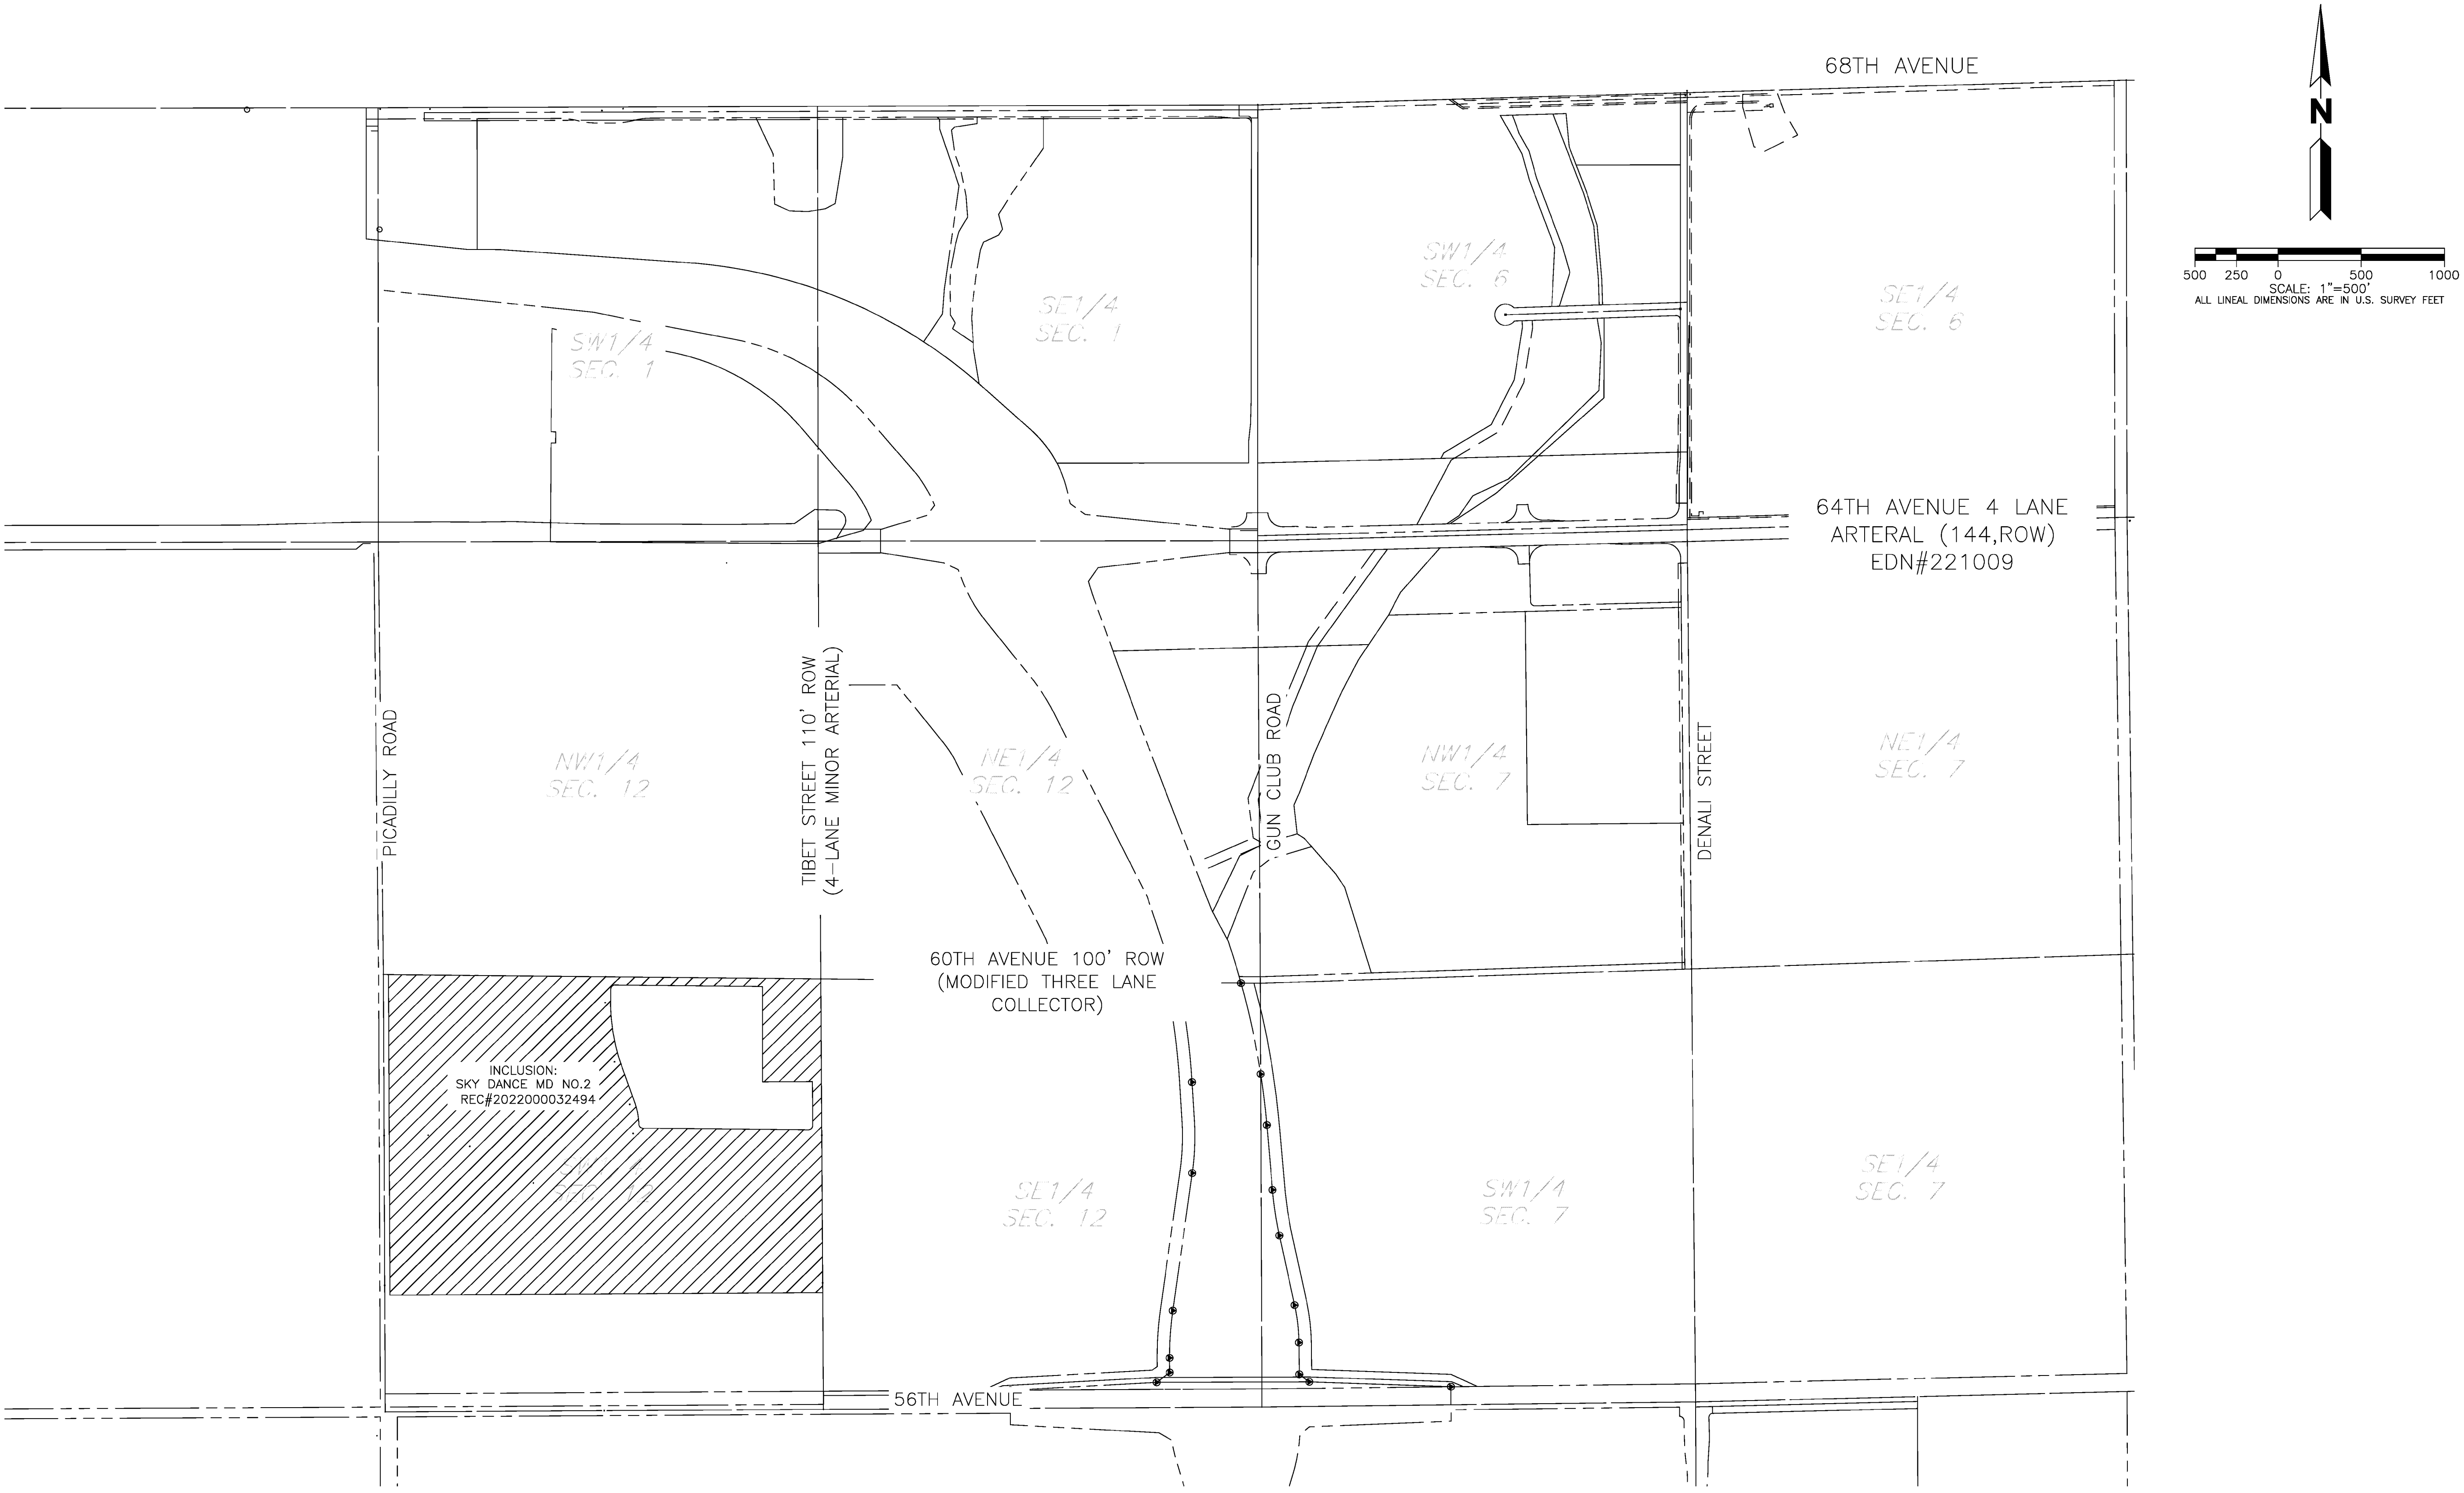 68TH AVENUE
N
500 250 0 500 1000
SCALE: 1"=500'
ALL LINEAL DIMENSIONS ARE IN U.S. SURVEY FEET
SW1/4
SEC. 6
SE1/4
SEC. 1
SE1/4
SEC. 6
SW1/4
SEC. 1
64TH AVENUE 4 LANE
ARTERAL (144,ROW)
EDN#221009
PICADILLY ROAD
TIBET STREET 110' ROW
(4-LANE MINOR ARTERIAL)
GUN CLUB ROAD
DENALI STREET
NW1/4
SEC. 12
NE1/4
SEC. 12
NW1/4
SEC. 7
NE1/4
SEC. 7
60TH AVENUE 100' ROW
(MODIFIED THREE LANE
COLLECTOR)
INCLUSION:
SKY DANCE MD NO.2
REC#2022000032494
SEC. 12
SE1/4
SEC. 12
SW1/4
SEC. 7
SE1/4
SEC. 7
56TH AVENUE